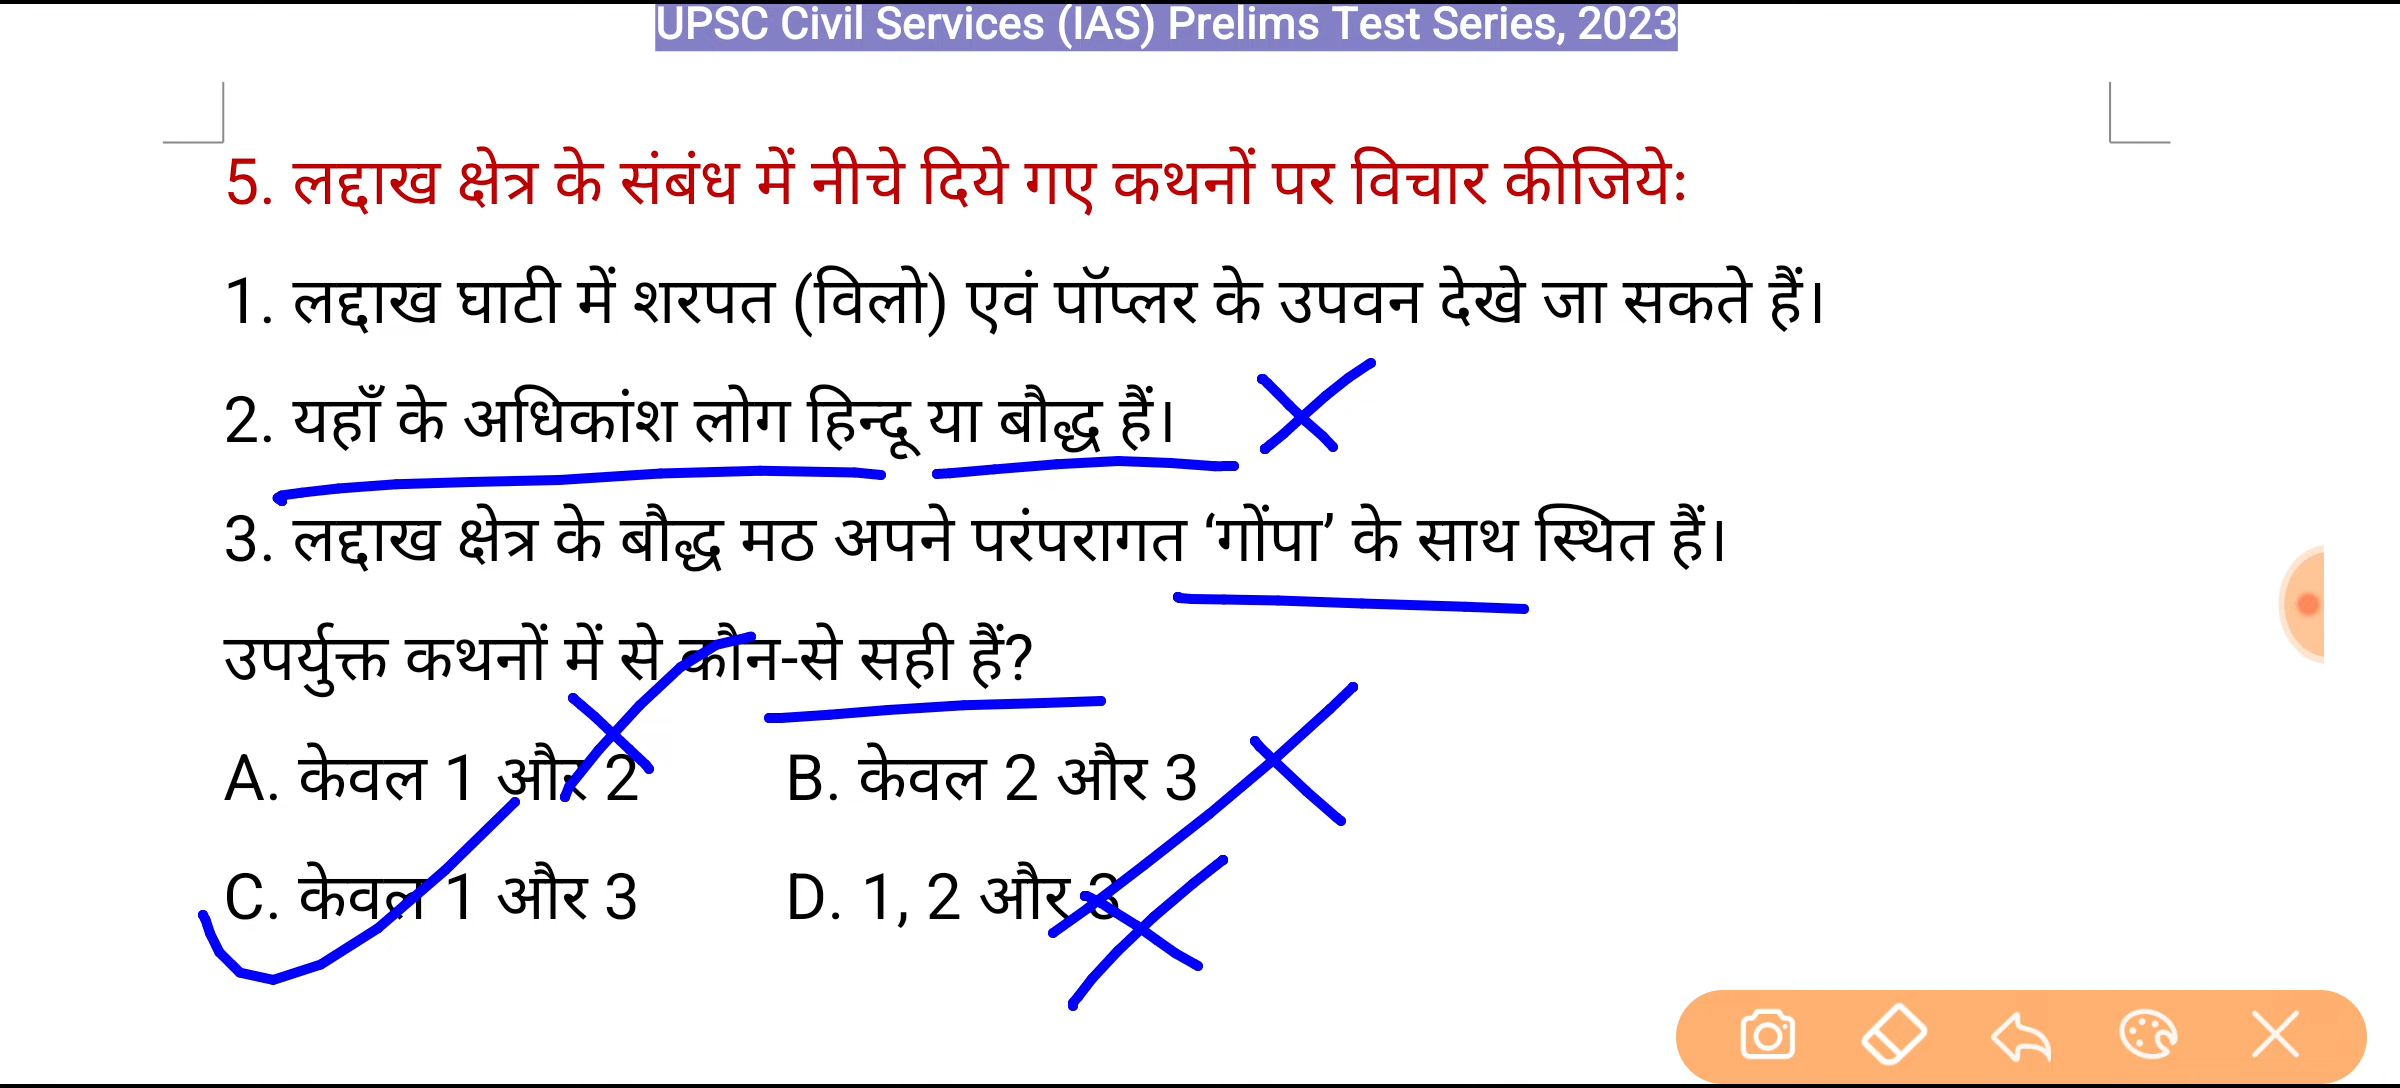 UPSC Civil Services (IAS) Prelims Test Series, 2023
5. लद्दाख क्षेत्र के संबंध में नीचे दिये गए कथनों पर विचार कीजिये:
1. लद्दाख घाटी में शरपत (विलो) एवं पॉप्लर के उपवन देखे जा सकते हैं।
2. यहाँ के अधिकांश लोग हिन्दू या बौद्ध हैं।
3. लद्दाख क्षेत्र के बौद्ध मठ अपने परंपरागत ‘गोंपा’ के साथ स्थित हैं।
उपर्युक्त कथनों में से कौन-से सही हैं?
A. केवल 1 और 2 B. केवल 2 और 3
C. केवल 1 और 3 D. 1, 2 और 3